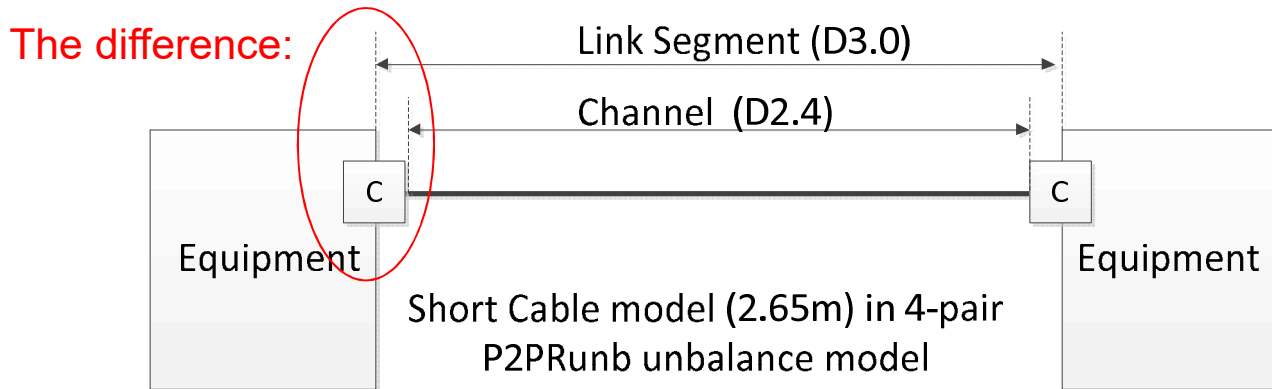 The difference:
Link Segment (D3.0)
Channel (D2.4)
C
C
Equipment
Equipment
Short Cable model (2.65m) in 4-pair
P2PRunb unbalance model